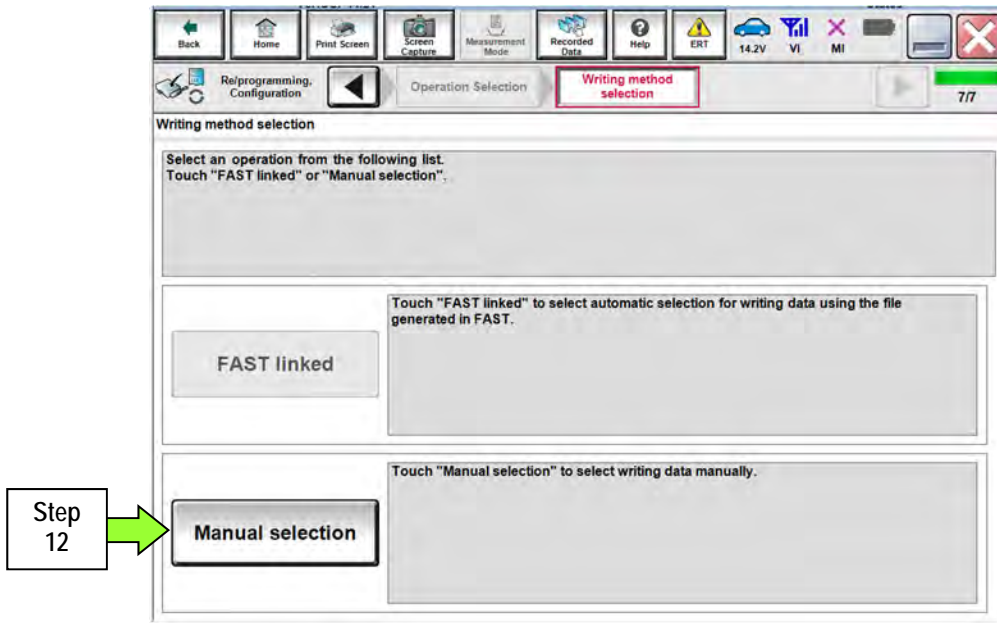 Back
Home
Print Screen
Screen
Capture
Measurement
Mode
Recorded
Data
Help
ERT
14.2V
VI
MI
Re/programming,
Configuration
Operation Selection
Writing method
selection
7/7
Writing method selection
Select an operation from the following list.
Touch "FAST linked" or "Manual selection".
FAST linked
Touch "FAST linked" to select automatic selection for writing data using the file
generated in FAST.
Step
12
Manual selection
Touch "Manual selection" to select writing data manually.